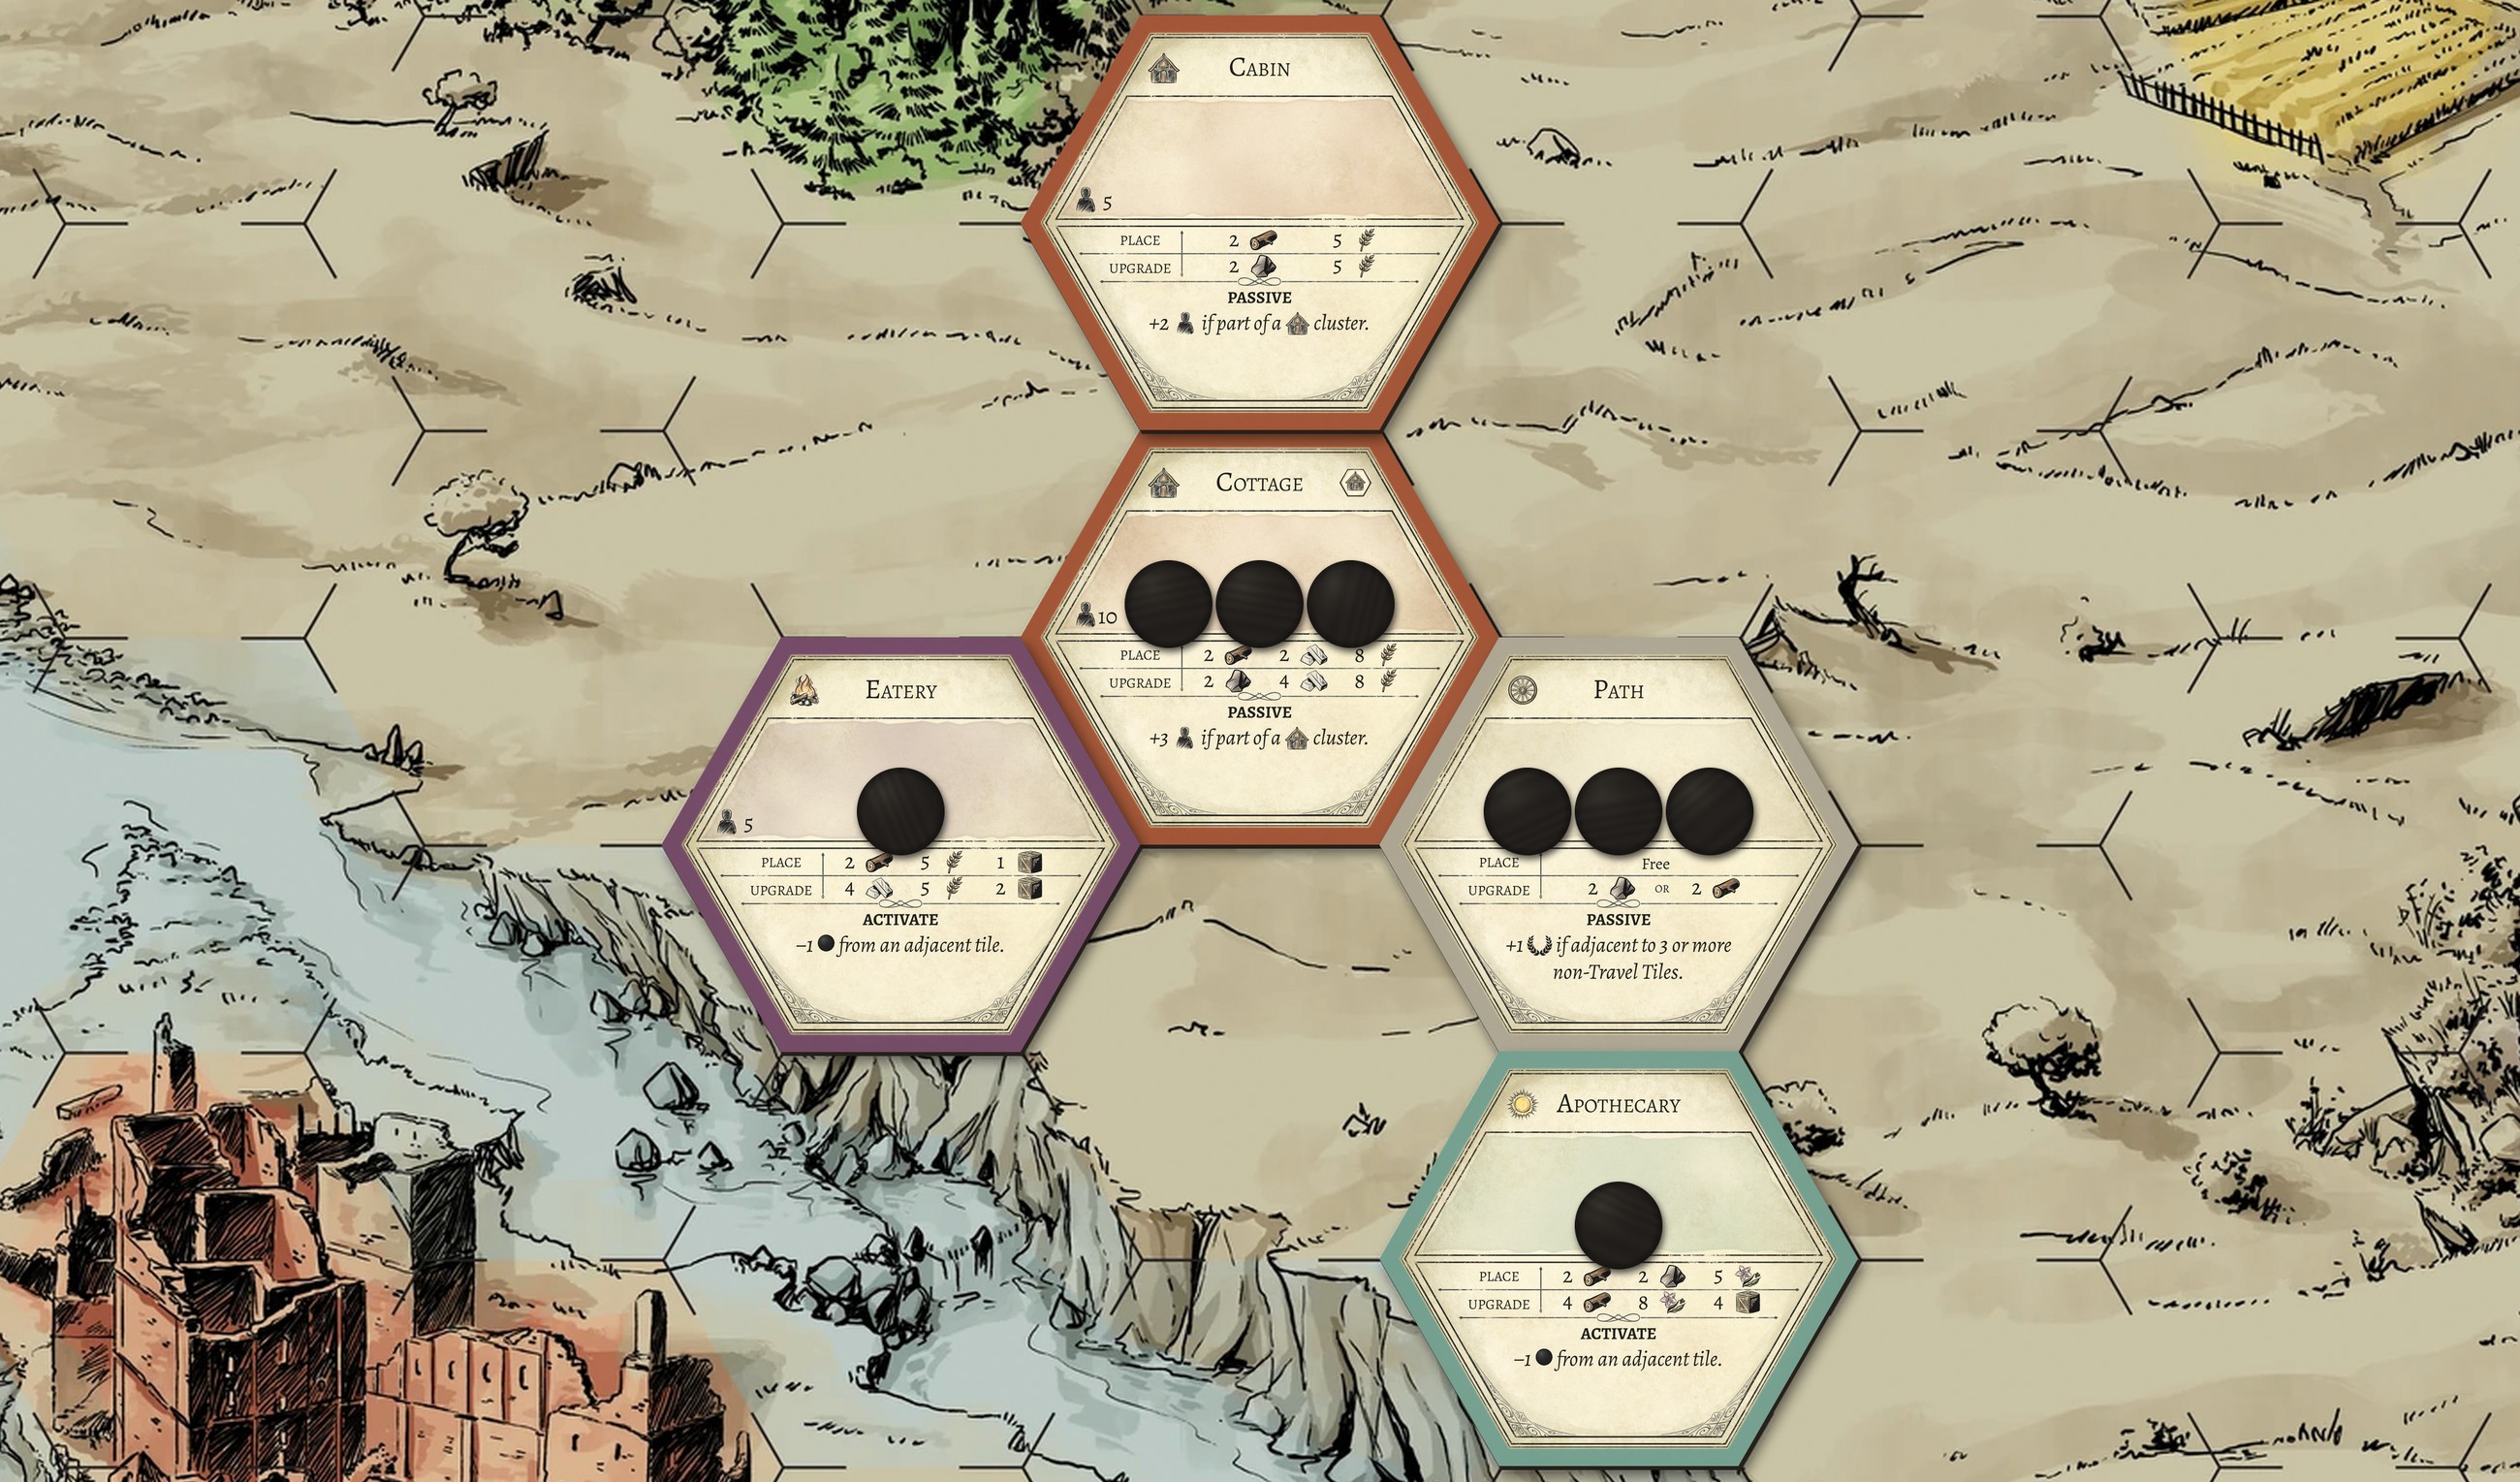 CABIN
5
PLACE 2 5
UPGRADE 2 5
PASSIVE
+2 if part of a cluster.
COTTAGE
10
PLACE 2 2 8
UPGRADE 2 4 8
PASSIVE
+3 if part of a cluster.
EATERY
5
PLACE 2 5 1
UPGRADE 4 5 2
ACTIVATE
−1 from an adjacent tile.
PATH
PLACE Free
UPGRADE 2 OR 2
PASSIVE
+1 if adjacent to 3 or more
non-Travel Tiles.
APOTHECARY
PLACE 2 2 5
UPGRADE 4 8 4
ACTIVATE
−1 from an adjacent tile.